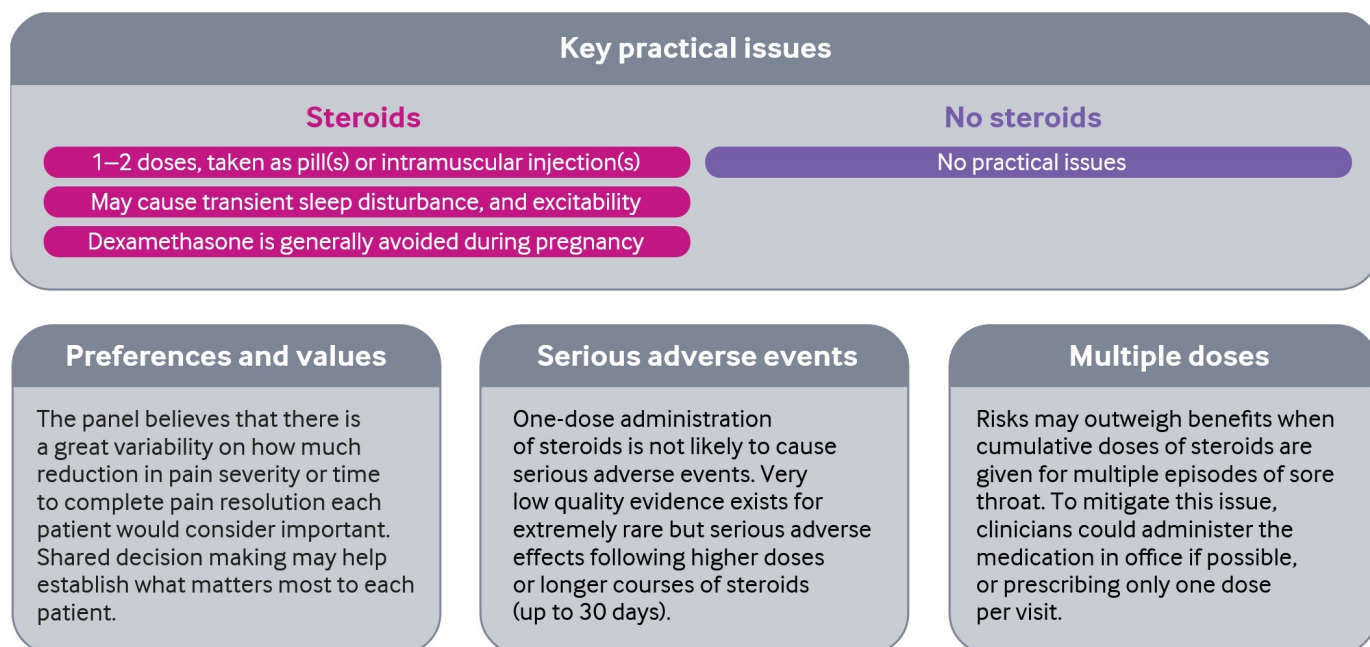 Key practical issues
Steroids
1–2 doses, taken as pill(s) or intramuscular injection(s)
May cause transient sleep disturbance, and excitability
Dexamethasone is generally avoided during pregnancy
No steroids
No practical issues
Preferences and values
The panel believes that there is
a great variability on how much
reduction in pain severity or time
to complete pain resolution each
patient would consider important.
Shared decision making may help
establish what matters most to each
patient.
Serious adverse events
One-dose administration
of steroids is not likely to cause
serious adverse events. Very
low quality evidence exists for
extremely rare but serious adverse
effects following higher doses
or longer courses of steroids
(up to 30 days).
Multiple doses
Risks may outweigh benefits when
cumulative doses of steroids are
given for multiple episodes of sore
throat. To mitigate this issue,
clinicians could administer the
medication in office if possible,
or prescribing only one dose
per visit.